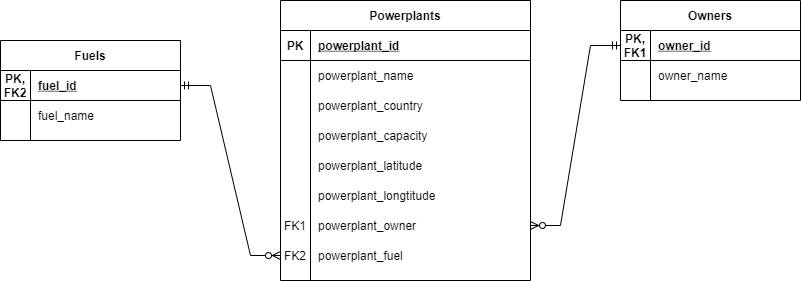 Fuels
PK, FK2 fuel_id
fuel_name
Powerplants
PK powerplant_id
powerplant_name
powerplant_country
powerplant_capacity
powerplant_latitude
powerplant_longtitude
FK1 powerplant_owner
FK2 powerplant_fuel
Owners
PK, FK1 owner_id
owner_name